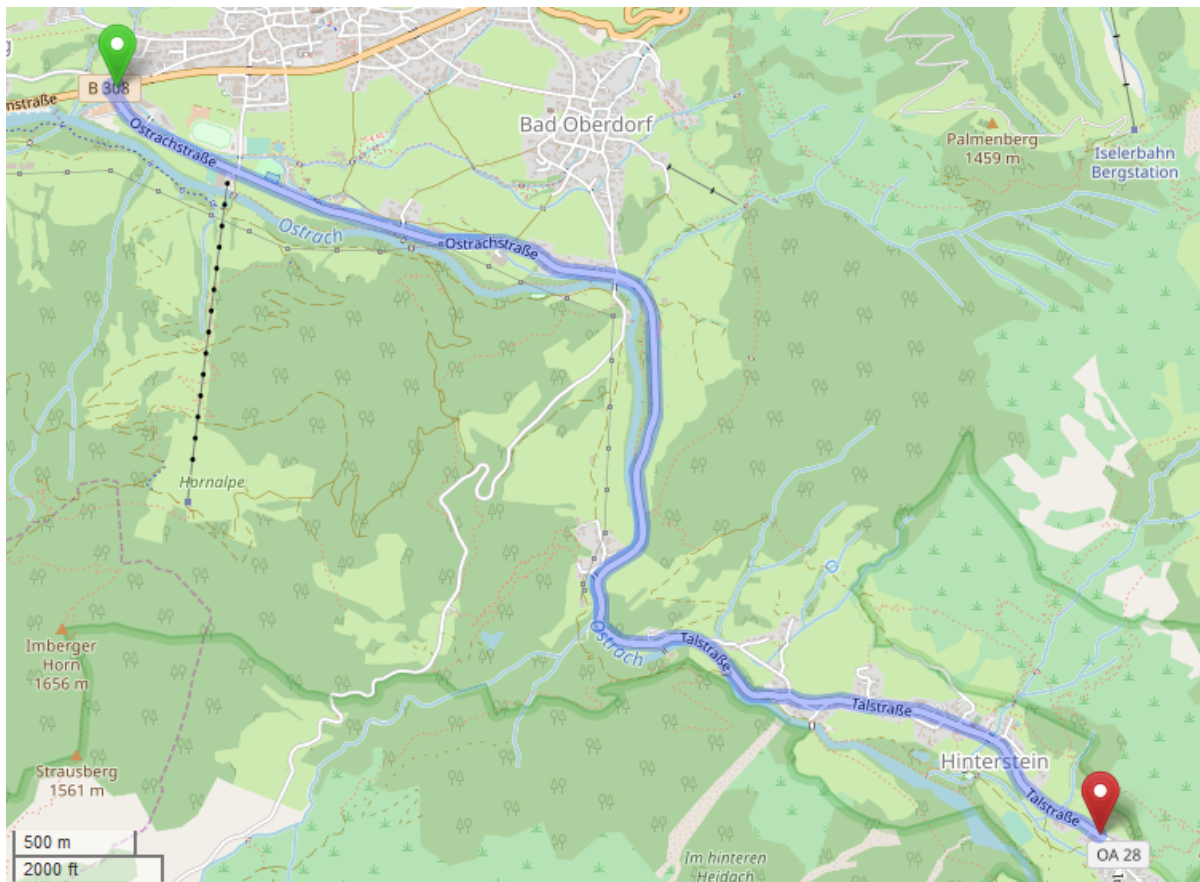 B 308
nstraße
Ostrachstraße
Bad Oberdorf
Palmenberg
1459 m
Iselerbahn
Bergstation
Ostrach
Ostrachstraße
Hornalpe
Imberger
Horn
1656 m
Ostrach
Talstraße
Talstraße
Strausberg
1561 m
Hinterstein
Talstraße
500 m
2000 ft
OA 28
Im hinteren
Heidach